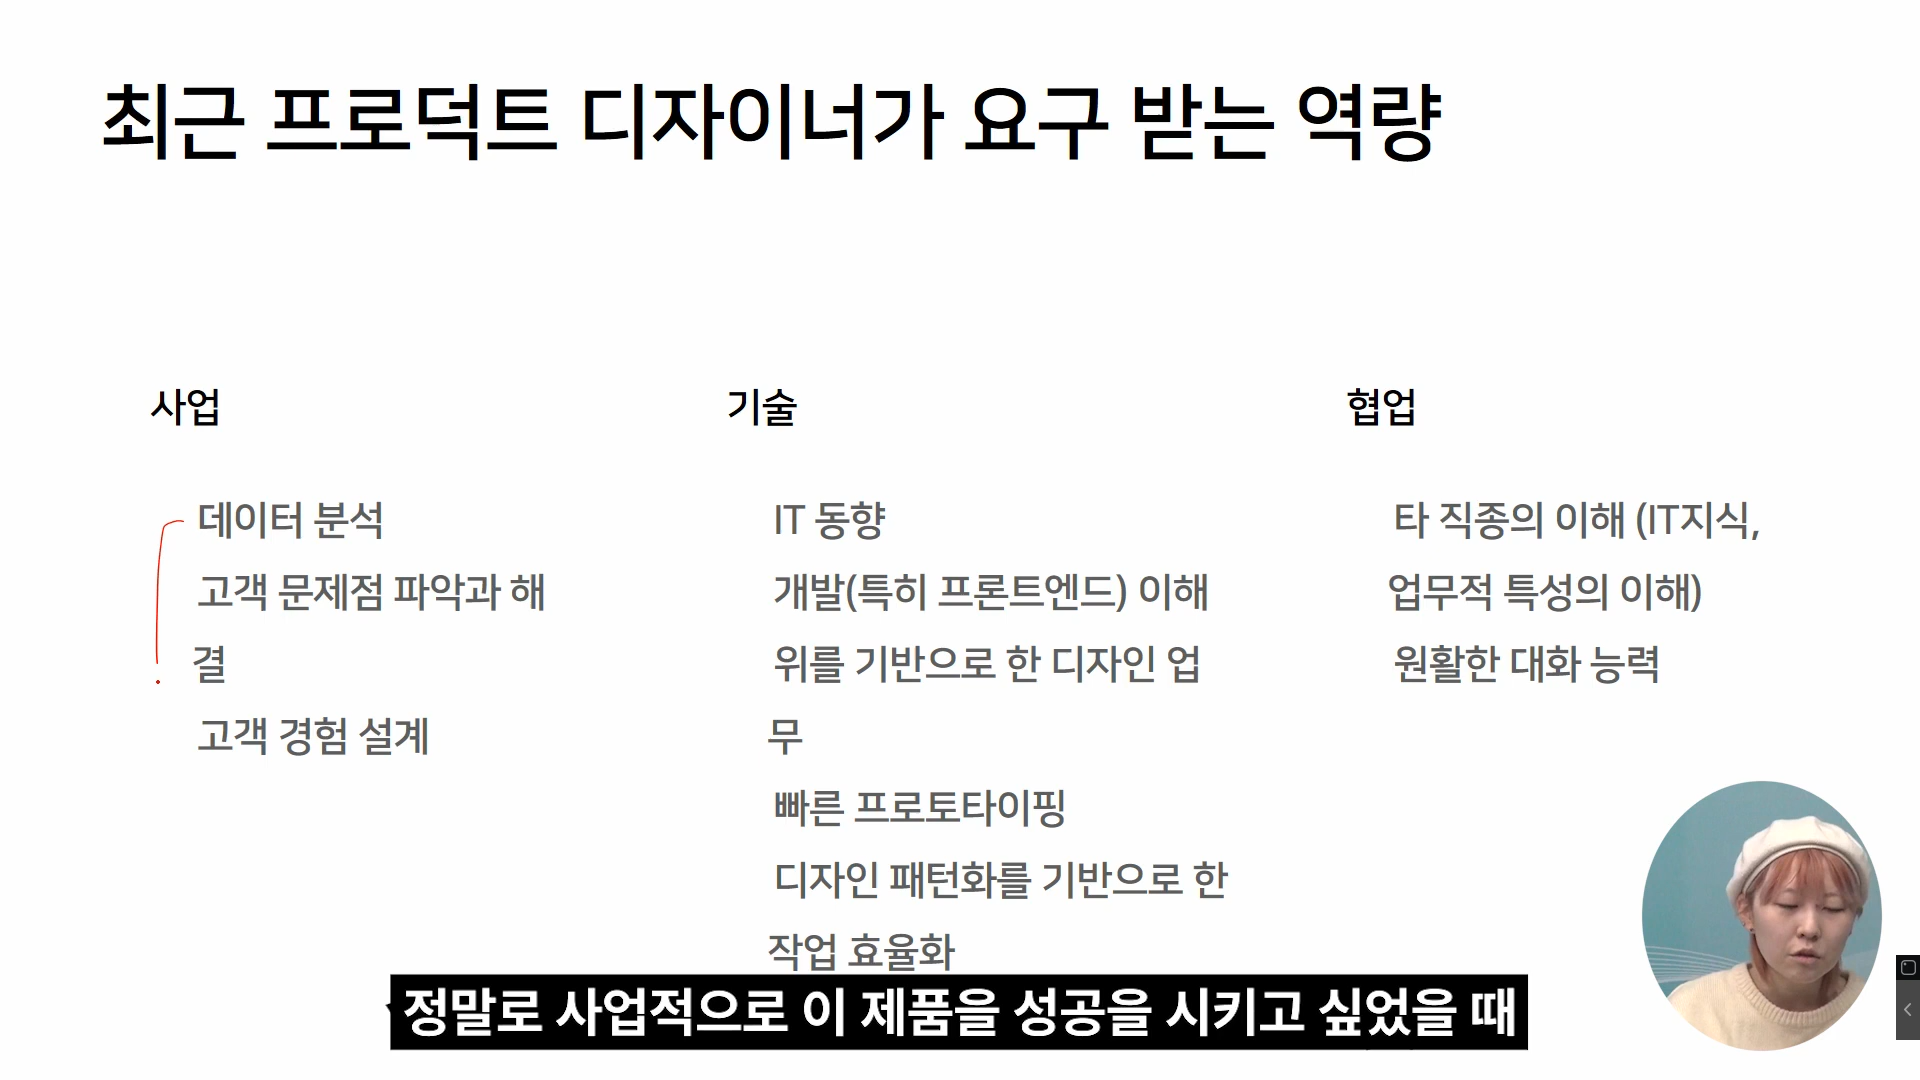 최근 프로덕트 디자이너가 요구 받는 역량
사업
데이터 분석
고객 문제점 파악과 해
결
고객 경험 설계
기술
IT 동향
개발(특히 프론트엔드) 이해
위를 기반으로 한 디자인 업
무
빠른 프로토타이핑
디자인 패턴화를 기반으로 한
작업 효율화
협업
타 직종의 이해 (IT지식,
업무적 특성의 이해)
원활한 대화 능력
정말로 사업적으로 이 제품을 성공을 시키고 싶었을 때